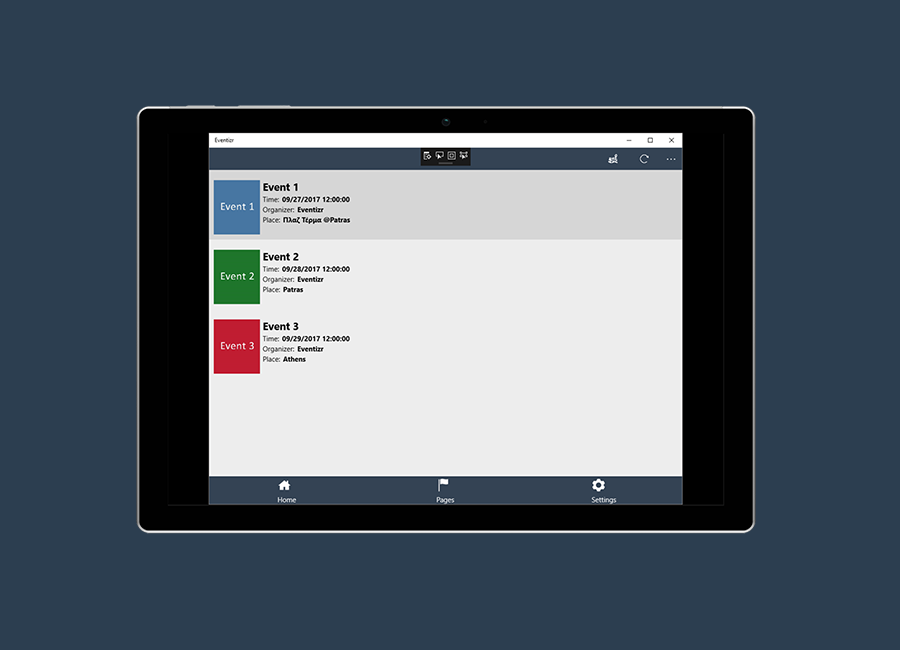 Eventizr
Event 1
Event 1
Time: 09/27/2017 12:00:00
Organizer: Eventizr
Place: Πλαζ Τέρμα @Patras
Event 2
Event 2
Time: 09/28/2017 12:00:00
Organizer: Eventizr
Place: Patras
Event 3
Event 3
Time: 09/29/2017 12:00:00
Organizer: Eventizr
Place: Athens
Home
Pages
Settings